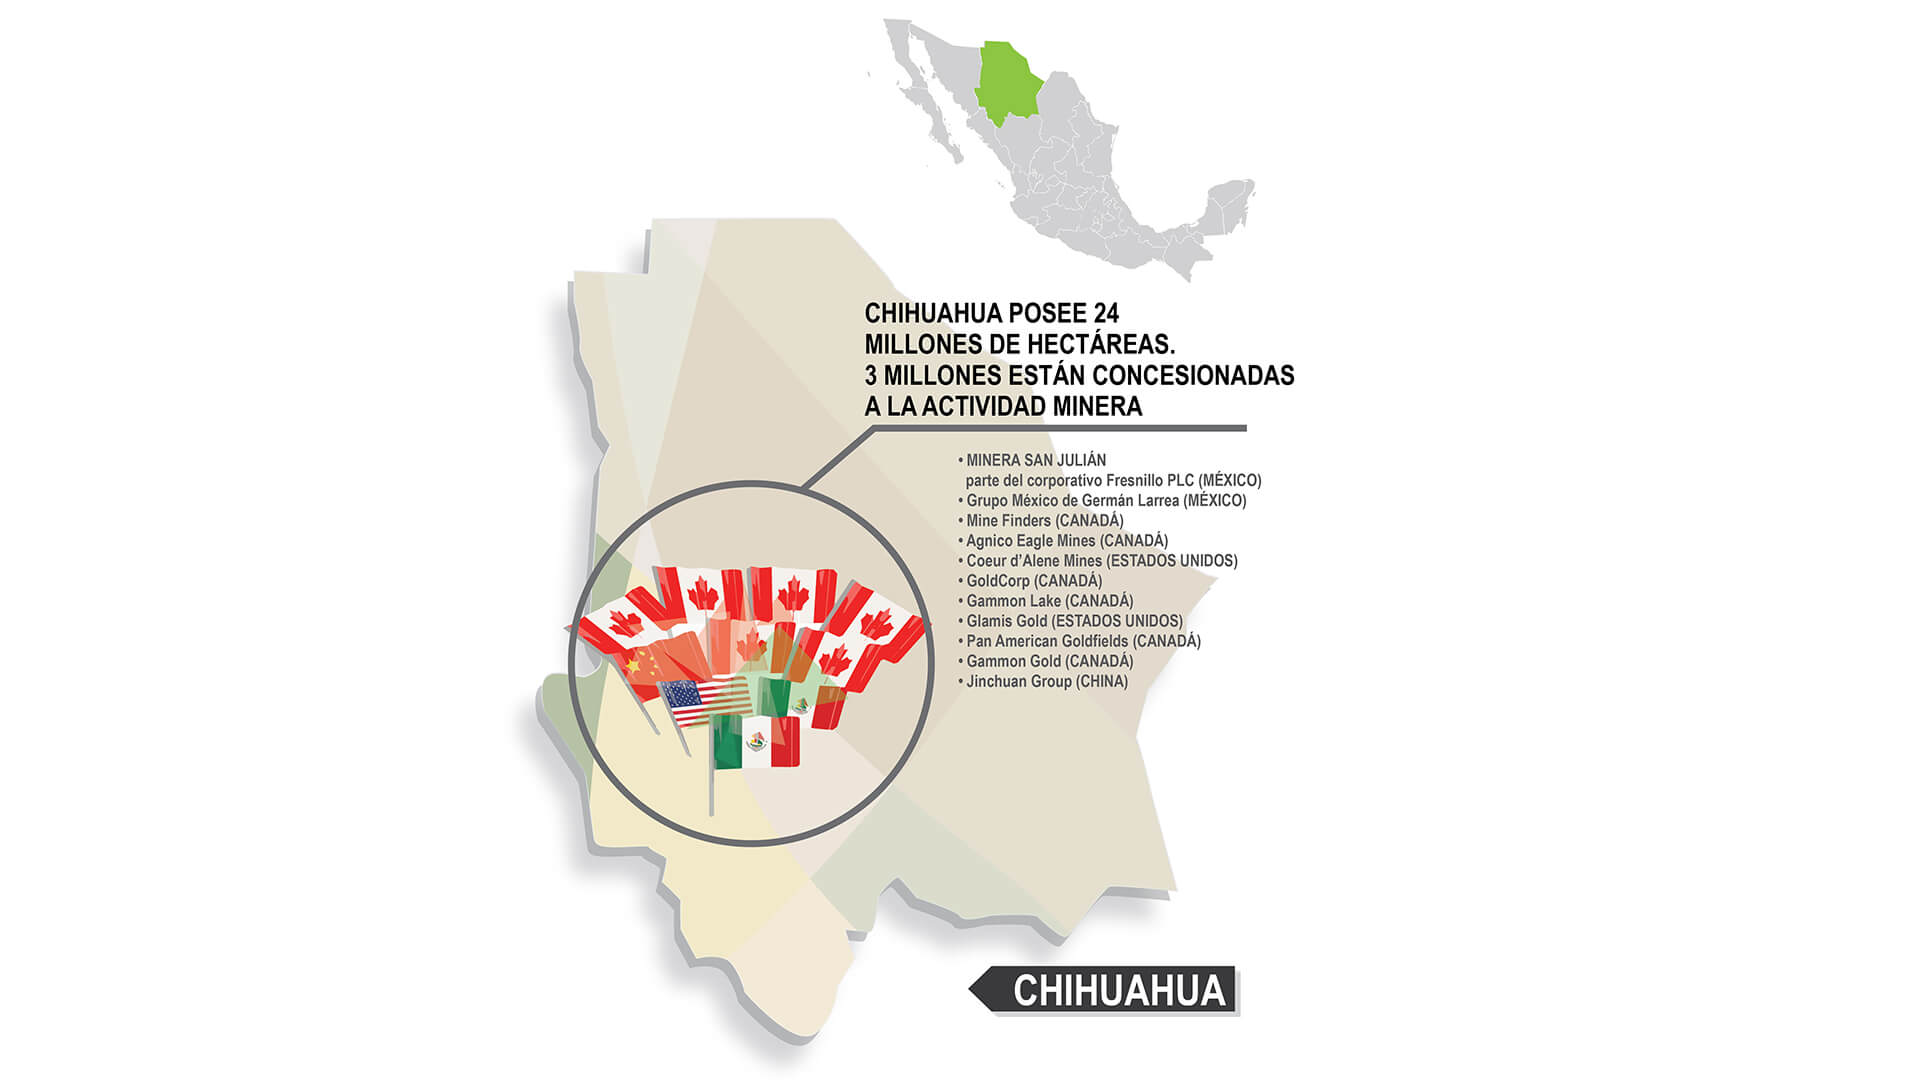 CHIHUAHUA POSEE 24
MILLONES DE HECTÁREAS.
3 MILLONES ESTÁN CONCESIONADAS
A LA ACTIVIDAD MINERA
• MINERA SAN JULIÁN
parte del corporativo Fresnillo PLC (MÉXICO)
• Grupo México de Germán Larrea (MÉXICO)
• Mine Finders (CANADÁ)
• Agnico Eagle Mines (CANADÁ)
• Coeur d’Alene Mines (ESTADOS UNIDOS)
• GoldCorp (CANADÁ)
• Gammon Lake (CANADÁ)
• Glamis Gold (ESTADOS UNIDOS)
• Pan American Goldfields (CANADÁ)
• Gammon Gold (CANADÁ)
• Jinchuan Group (CHINA)
CHIHUAHUA